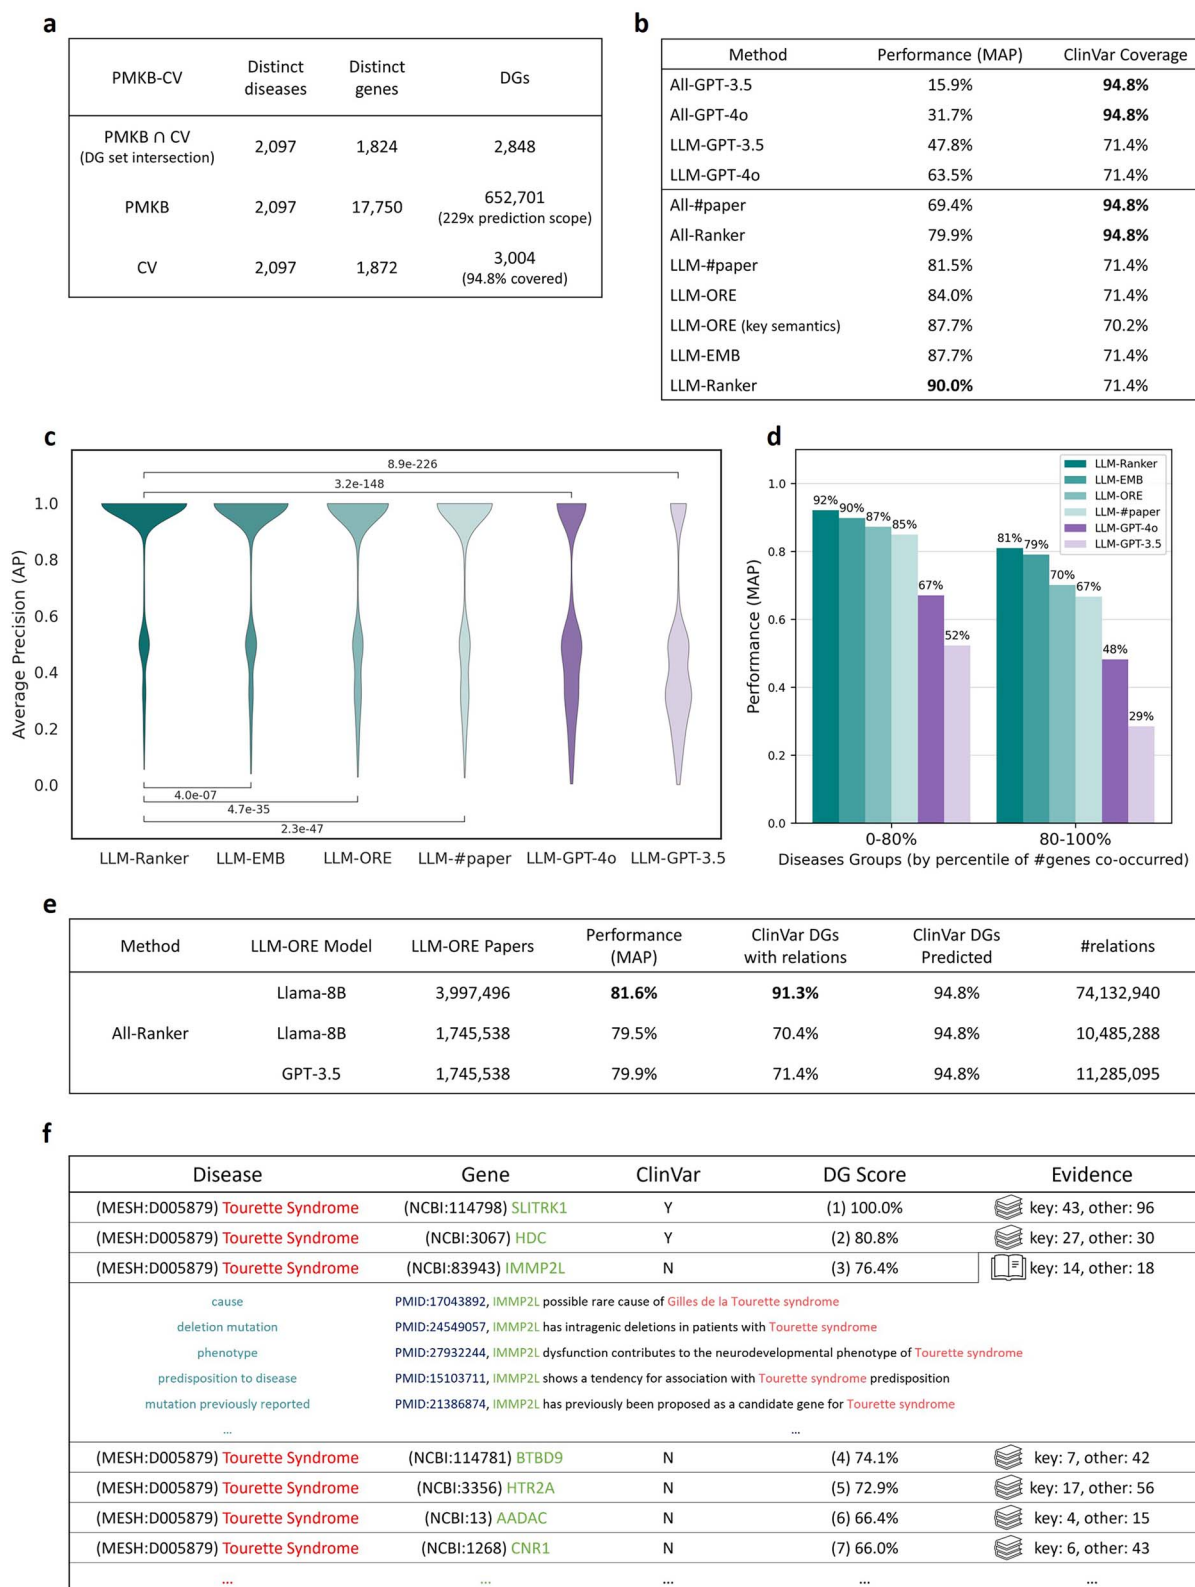 a
PMKB-CV Distinct diseases Distinct genes DGs
PMKB ∩ CV (DG set intersection) 2,097 1,824 2,848
PMKB 2,097 17,750 652,701 (229x prediction scope)
CV 2,097 1,872 3,004 (94.8% covered)
b
Method Performance (MAP) ClinVar Coverage
All-GPT-3.5 15.9% 94.8%
All-GPT-4o 31.7% 94.8%
LLM-GPT-3.5 47.8% 71.4%
LLM-GPT-4o 63.5% 71.4%
All-#paper 69.4% 94.8%
All-Ranker 79.9% 94.8%
LLM-#paper 81.5% 71.4%
LLM-ORE 84.0% 71.4%
LLM-ORE (key semantics) 87.7% 70.2%
LLM-EMB 87.7% 71.4%
LLM-Ranker 90.0% 71.4%
c
8.9e-226
3.2e-148
Average Precision (AP)
1.0
0.8
0.6
0.4
0.2
0.0
4.0e-07
4.7e-35
2.3e-47
LLM-Ranker LLM-EMB LLM-ORE LLM-#paper LLM-GPT-4o LLM-GPT-3.5
d
LLM-Ranker
LLM-EMB
LLM-ORE
LLM-#paper
LLM-GPT-4o
LLM-GPT-3.5
Performance (MAP)
1.0
0.8
0.6
0.4
0.2
0.0
92% 90% 87% 85% 67% 52%
81% 79% 70% 67% 48% 29%
0-80% 80-100%
Diseases Groups (by percentile of #genes co-occurred)
e
Method LLM-ORE Model LLM-ORE Papers Performance (MAP) ClinVar DGs with relations ClinVar DGs Predicted #relations
Llama-8B 3,997,496 81.6% 91.3% 94.8% 74,132,940
All-Ranker Llama-8B 1,745,538 79.5% 70.4% 94.8% 10,485,288
GPT-3.5 1,745,538 79.9% 71.4% 94.8% 11,285,095
f
Disease Gene ClinVar DG Score Evidence
(MESH:D005879) Tourette Syndrome (NCBI:114798) SLITRK1 Y (1) 100.0% key: 43, other: 96
(MESH:D005879) Tourette Syndrome (NCBI:3067) HDC Y (2) 80.8% key: 27, other: 30
(MESH:D005879) Tourette Syndrome (NCBI:83943) IMMP2L N (3) 76.4% key: 14, other: 18
cause PMID:17043892, IMMP2L possible rare cause of Gilles de la Tourette syndrome
deletion mutation PMID:24549057, IMMP2L has intragenic deletions in patients with Tourette syndrome
phenotype PMID:27932244, IMMP2L dysfunction contributes to the neurodevelopmental phenotype of Tourette syndrome
predisposition to disease PMID:15103711, IMMP2L shows a tendency for association with Tourette syndrome predisposition
mutation previously reported PMID:21386874, IMMP2L has previously been proposed as a candidate gene for Tourette syndrome
... ...
(MESH:D005879) Tourette Syndrome (NCBI:114781) BTBD9 N (4) 74.1% key: 7, other: 42
(MESH:D005879) Tourette Syndrome (NCBI:3356) HTR2A N (5) 72.9% key: 17, other: 56
(MESH:D005879) Tourette Syndrome (NCBI:13) AADAC N (6) 66.4% key: 4, other: 15
(MESH:D005879) Tourette Syndrome (NCBI:1268) CNR1 N (7) 66.0% key: 6, other: 43
... ... ... ... ...